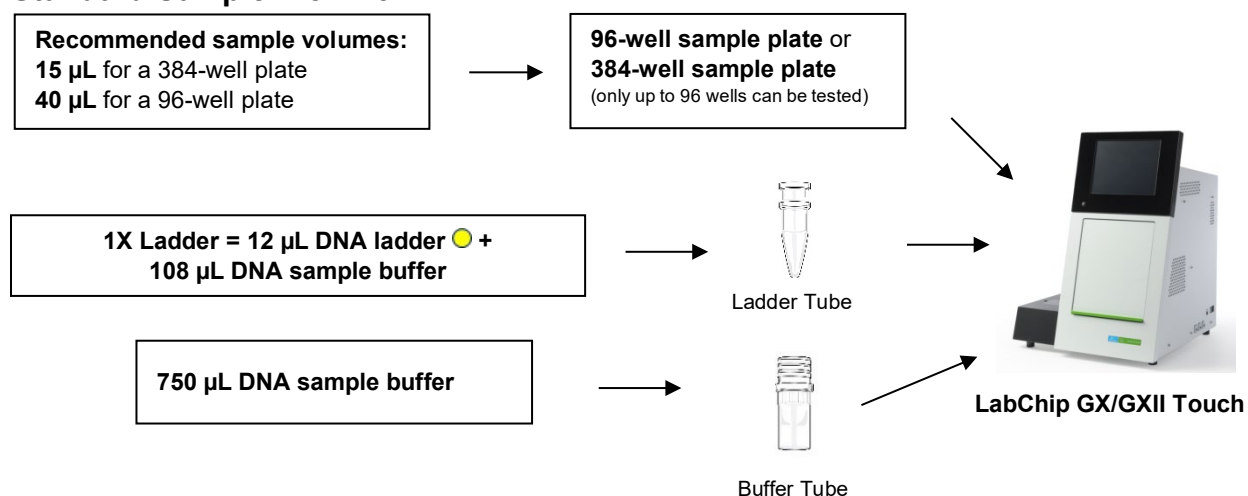 Recommended sample volumes:
15 µL for a 384-well plate
40 µL for a 96-well plate
96-well sample plate or
384-well sample plate
(only up to 96 wells can be tested)
1X Ladder = 12 µL DNA ladder +
108 µL DNA sample buffer
Ladder Tube
750 µL DNA sample buffer
LabChip GX/GXII Touch
Buffer Tube